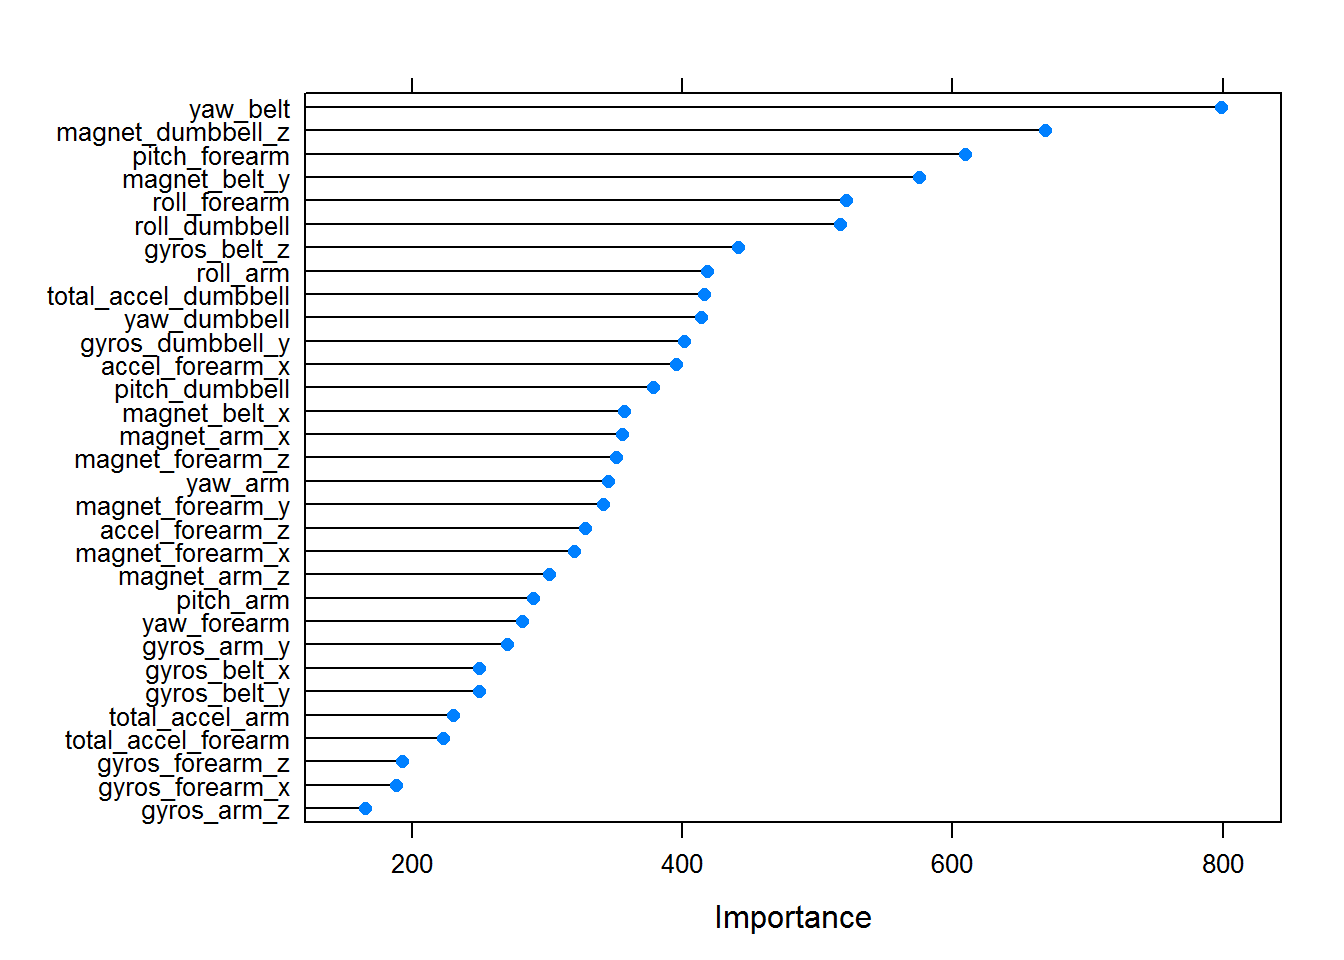 yaw_belt
magnet_dumbbell_z
pitch_forearm
magnet_belt_y
roll_forearm
roll_dumbbell
gyros_belt_z
roll_arm
total_accel_dumbbell
yaw_dumbbell
gyros_dumbbell_y
accel_forearm_x
pitch_dumbbell
magnet_belt_x
magnet_arm_x
magnet_forearm_z
yaw_arm
magnet_forearm_y
accel_forearm_z
magnet_forearm_x
magnet_arm_z
pitch_arm
yaw_forearm
gyros_arm_y
gyros_belt_x
gyros_belt_y
total_accel_arm
total_accel_forearm
gyros_forearm_z
gyros_forearm_x
gyros_arm_z
200 400 600 800
Importance